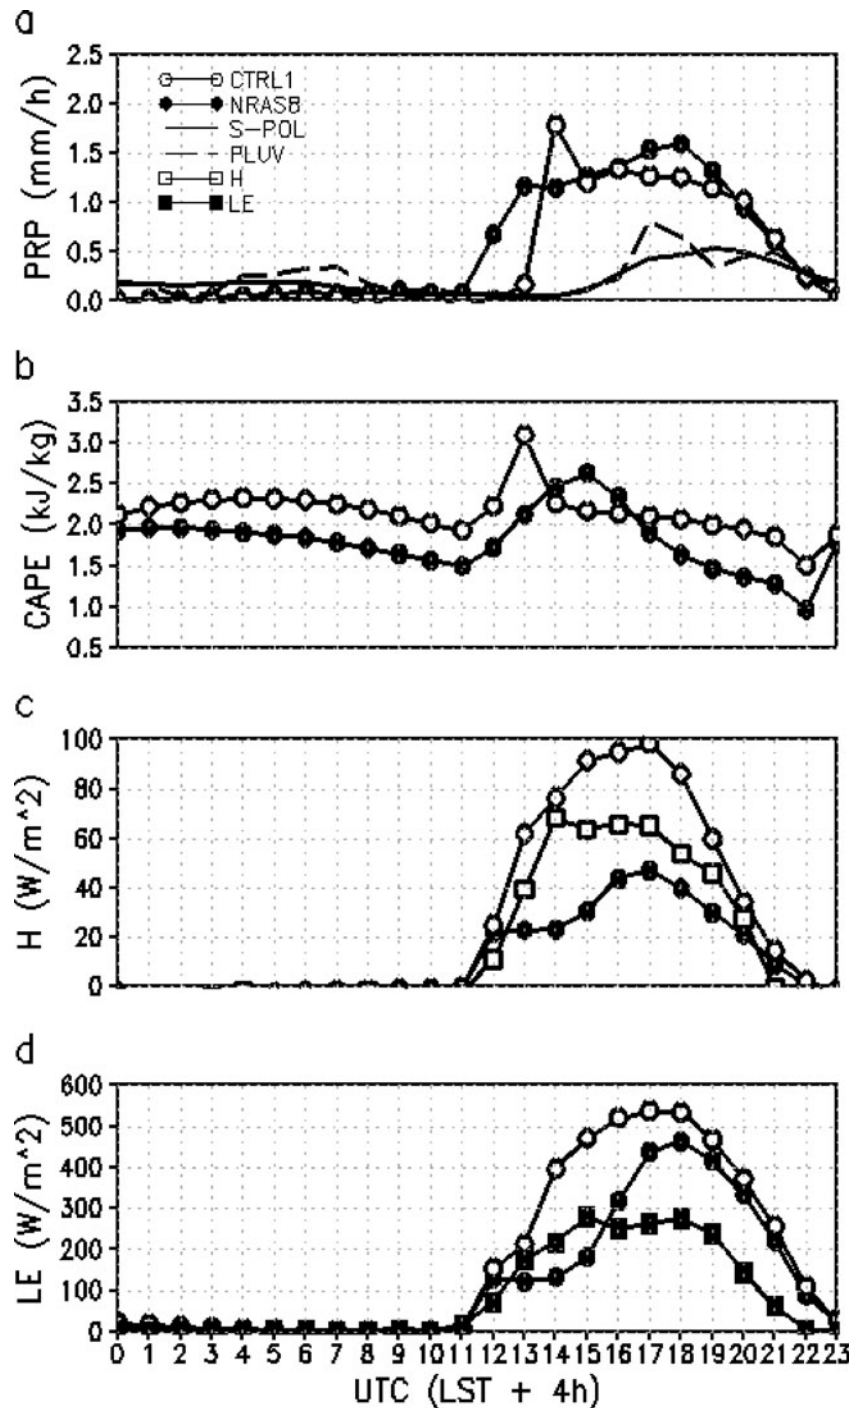 a
PRP (mm/h)
2.5
2.0
1.5
1.0
0.5
0.0
CTRL1
NRASB
S-POL
PLUV
H
LE
b
CAPE (kJ/kg)
3.5
3.0
2.5
2.0
1.5
1.0
0.5
c
H (W/m^2)
100
80
60
40
20
0
d
LE (W/m^2)
600
500
400
300
200
100
0
0 1 2 3 4 5 6 7 8 9 10 11 12 13 14 15 16 17 18 19 20 21 22 23
UTC (LST + 4h)